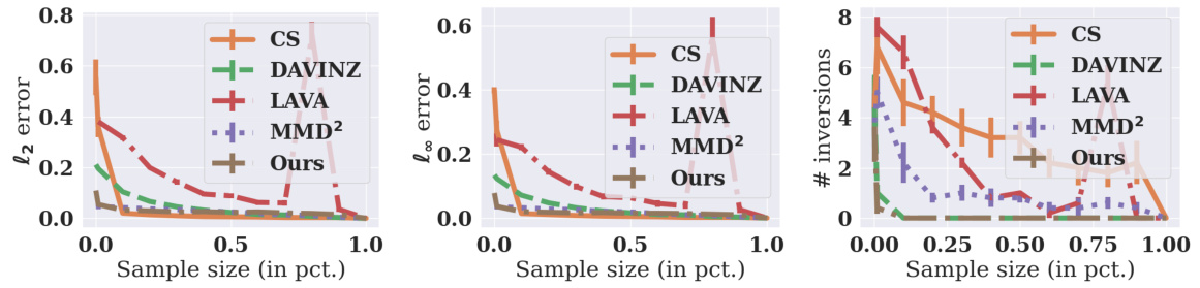 ℓ₂ error
0.8
0.6
0.4
0.2
0.0
CS
DAVINZ
LAVA
MMD²
Ours
0.0 0.5 1.0
Sample size (in pct.)
ℓ∞ error
0.6
0.4
0.2
0.0
CS
DAVINZ
LAVA
MMD²
Ours
0.0 0.5 1.0
Sample size (in pct.)
# inversions
8
6
4
2
0
CS
DAVINZ
LAVA
MMD²
Ours
0.00 0.25 0.50 0.75 1.00
Sample size (in pct.)